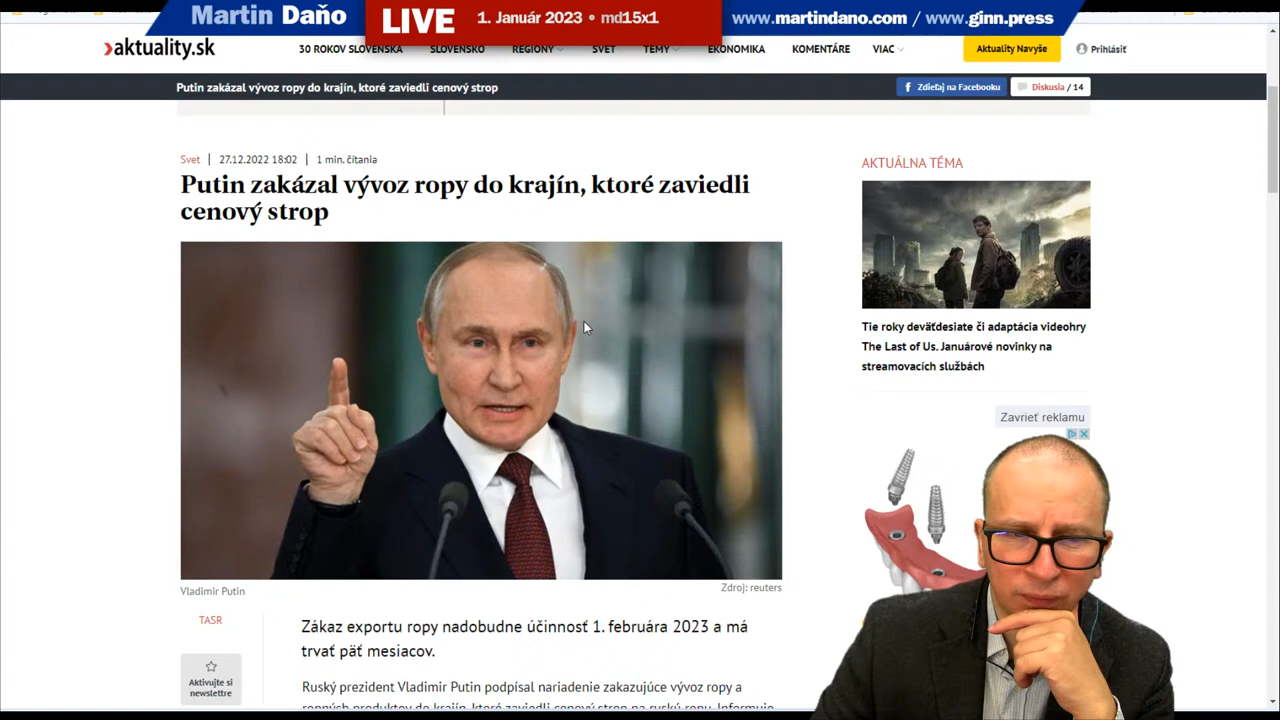 Martin Daňo
LIVE
1. Január 2023 • md15x1
www.martindano.com / www.ginn.press
aktuality.sk
30 ROKOV SLOVENSKA
SLOVENSKO
REGIÓNY
SVET
TÉMY
EKONOMIKA
KOMENTÁRE
VIAC
Aktuality Navyše
Prihlásiť
Putin zakázal vývoz ropy do krajín, ktoré zaviedli cenový strop
Zdieľaj na Facebooku
Diskusia / 14
Svet | 27.12.2022 18:02 | 1 min. čítania
Putin zakázal vývoz ropy do krajín, ktoré zaviedli
cenový strop
Vladimir Putin
Zdroj: reuters
TASR
Aktivujte si
newslettre
Zákaz exportu ropy nadobudne účinnosť 1. februára 2023 a má
trvať päť mesiacov.
Ruský prezident Vladimir Putin podpísal nariadenie zakazujúce vývoz ropy a
ropných produktov do krajín, ktoré zaviedli cenový strop na ruskú ropu. Informuje
AKTUÁLNA TÉMA
Tie roky deväťdesiate či adaptácia videohry
The Last of Us. Januárové novinky na
streamovacích službách
Zavrieť reklamu